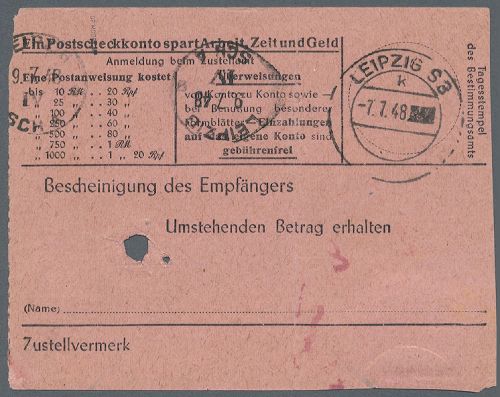 Ein Postscheckkonto spart Arbeit, Zeit und Geld
Anmeldung beim Zustellamt
Eine Postanweisung kostet
bis 10 RM .. 20 Rpf
" 25 " " 30 "
" 100 " " 40 "
" 250 " " 60 "
" 500 " " 80 "
" 750 " 1 RM
" 1000 " 1 " 20 Rpf
Überweisungen
von Konto zu Konto sowie
bei Benutzung besonderer
Formblätter Einzahlungen
auf das eigene Konto sind
gebührenfrei
LEIPZIG S3
k
-7.7.48
Tagesstempel
des Bestimmungsamts
Bescheinigung des Empfängers
Umstehenden Betrag erhalten
(Name)
Zustellvermerk